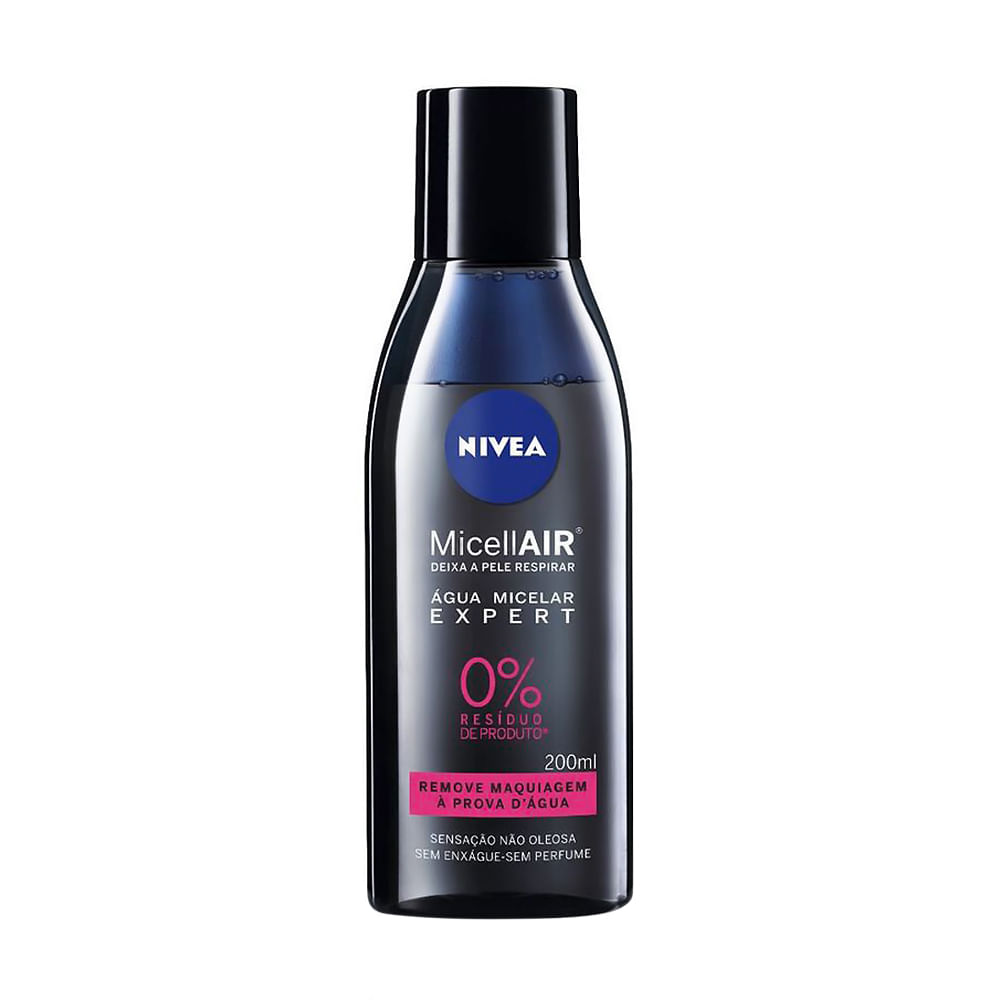 NIVEA
MicellAIR®
DEIXA A PELE RESPIRAR
ÁGUA MICELAR
EXPERT
0%
RESÍDUO
DE PRODUTO*
200ml
REMOVE MAQUIAGEM
À PROVA D'ÁGUA
SENSAÇÃO NÃO OLEOSA
SEM ENXÁGUE-SEM PERFUME